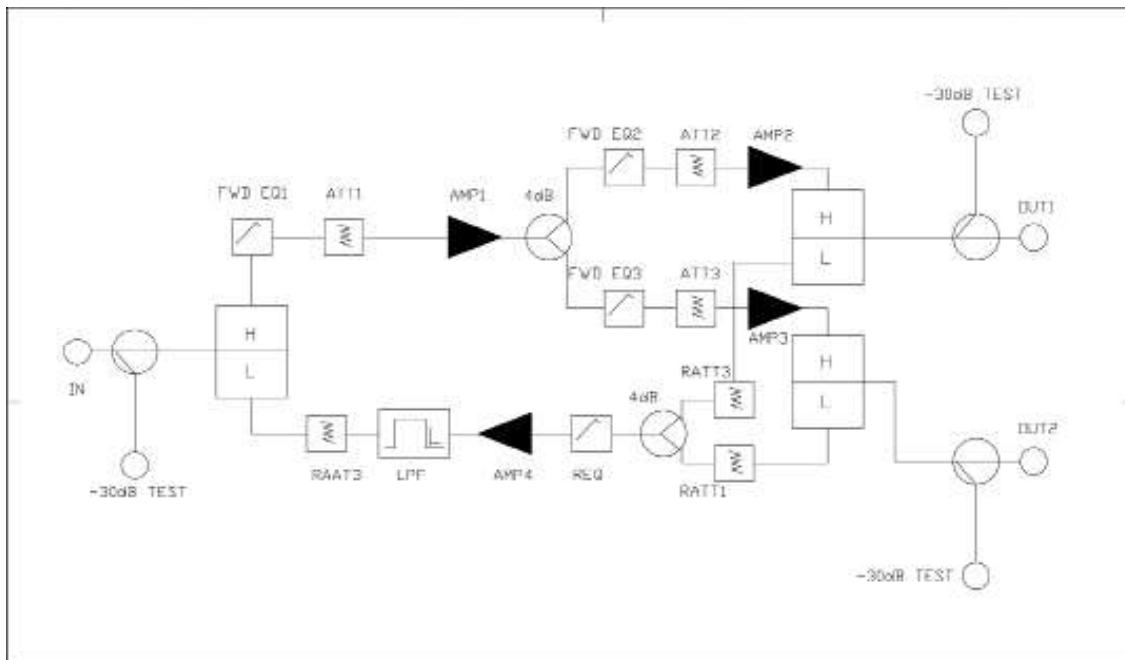 -30dB TEST
FWD EQ2 ATT2 AMP2
FWD EQ1 ATT1 AMP1 4dB
H
OUT1
L
FWD EQ3 ATT3
H
AMP3
H
IN
L
RATT3
4dB
L
OUT2
RAAT3 LPF AMP4 REQ
RATT1
-30dB TEST
-30dB TEST